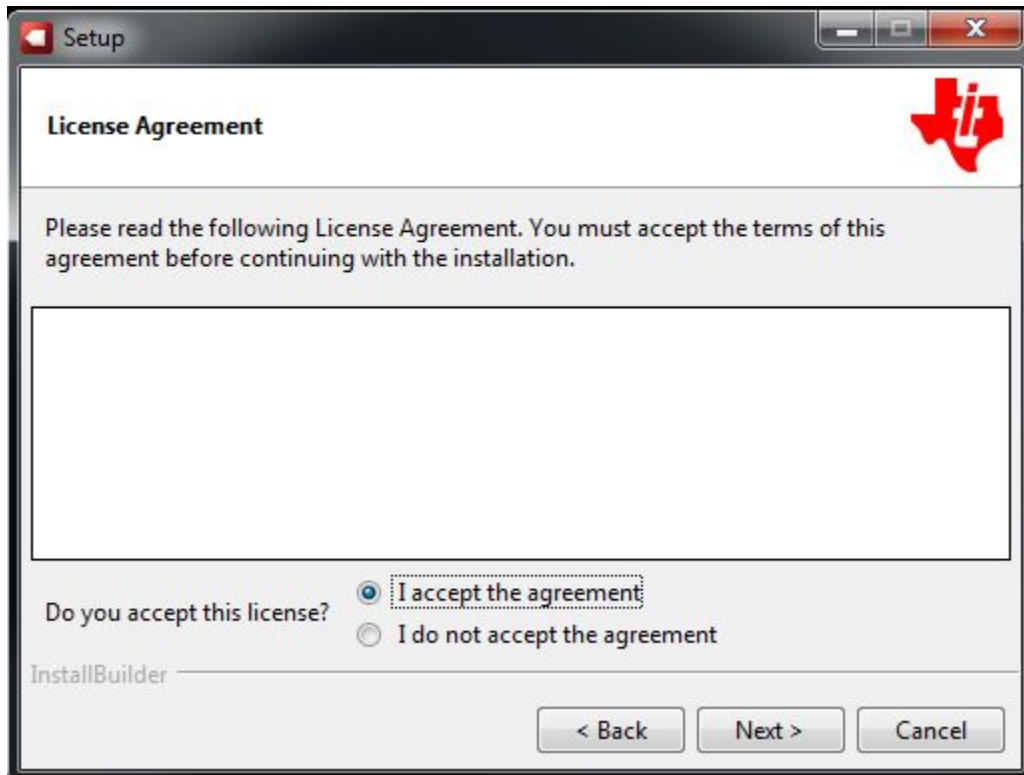 Setup
License Agreement
Please read the following License Agreement. You must accept the terms of this
agreement before continuing with the installation.
Do you accept this license?
I accept the agreement
I do not accept the agreement
InstallBuilder
< Back
Next >
Cancel